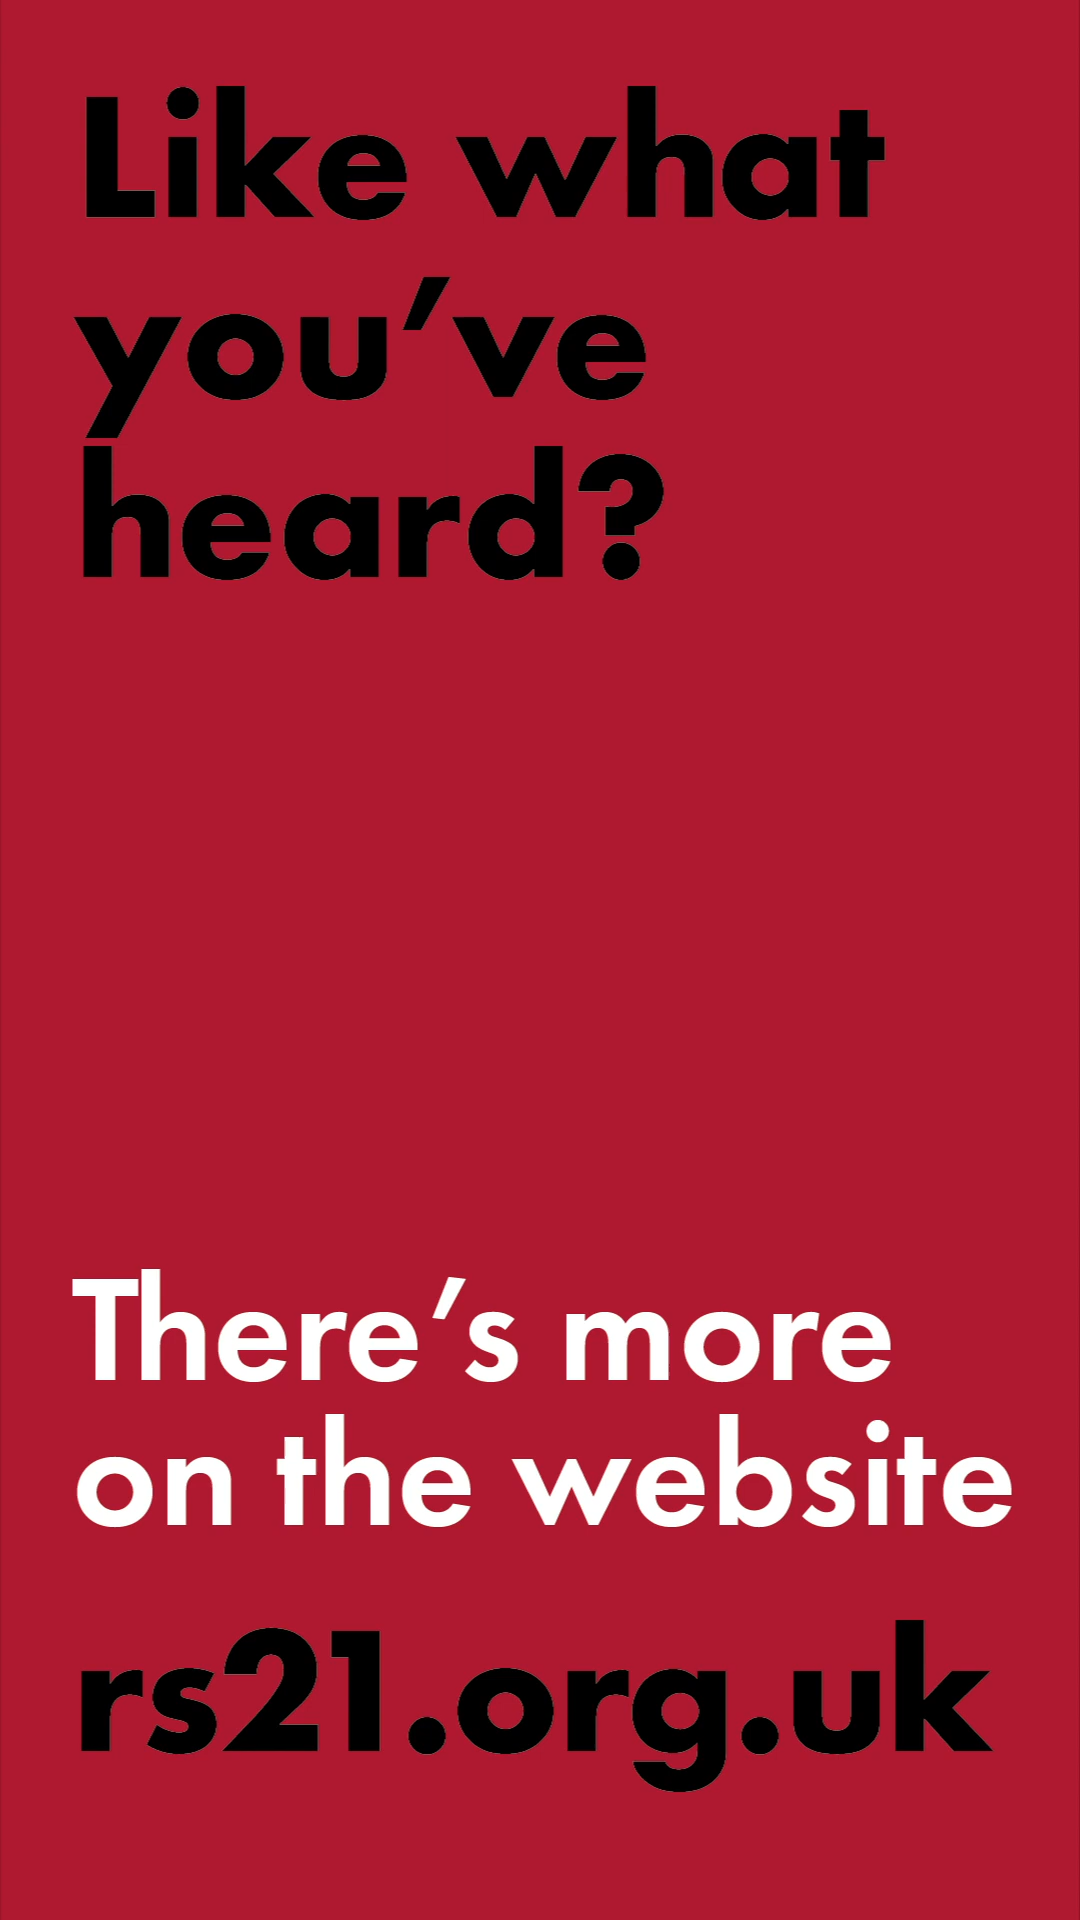 Like what
you’ve
heard?
There’s more
on the website
rs21.org.uk